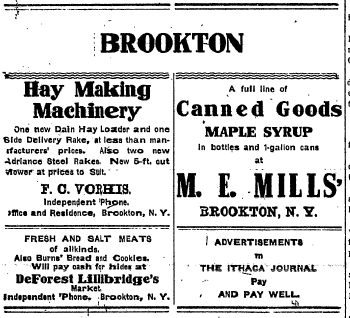 BROOKTON
Hay Making
Machinery
One new Dain Hay Loader and one
Side Delivery Rake, at less than man-
ufacturers' prices. Also two new
Adriance Steel Rakes. New 5-ft. cut
Mower at prices to Suit.
F. C. VORHIS,
Independent 'Phone.
Office and Residence, Brookton, N. Y.
FRESH AND SALT MEATS
of all kinds.
Also Burns' Bread and Cookies.
Will pay cash for hides at
DeForest Lillibridge's
Market
Independent 'Phone. Brookton, N. Y.
A full line of
Canned Goods
MAPLE SYRUP
in bottles and 1-gallon cans
at
M. E. MILLS'
BROOKTON, N. Y.
ADVERTISEMENTS
in
THE ITHACA JOURNAL
Pay
AND PAY WELL.